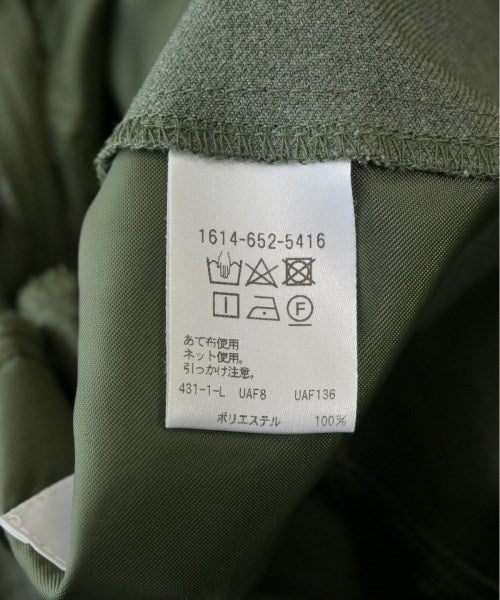 1614-652-5416
F
あて布使用
ネット使用。
引っかけ注意。
431-1-L UAF8 UAF136
ポリエステル 100%